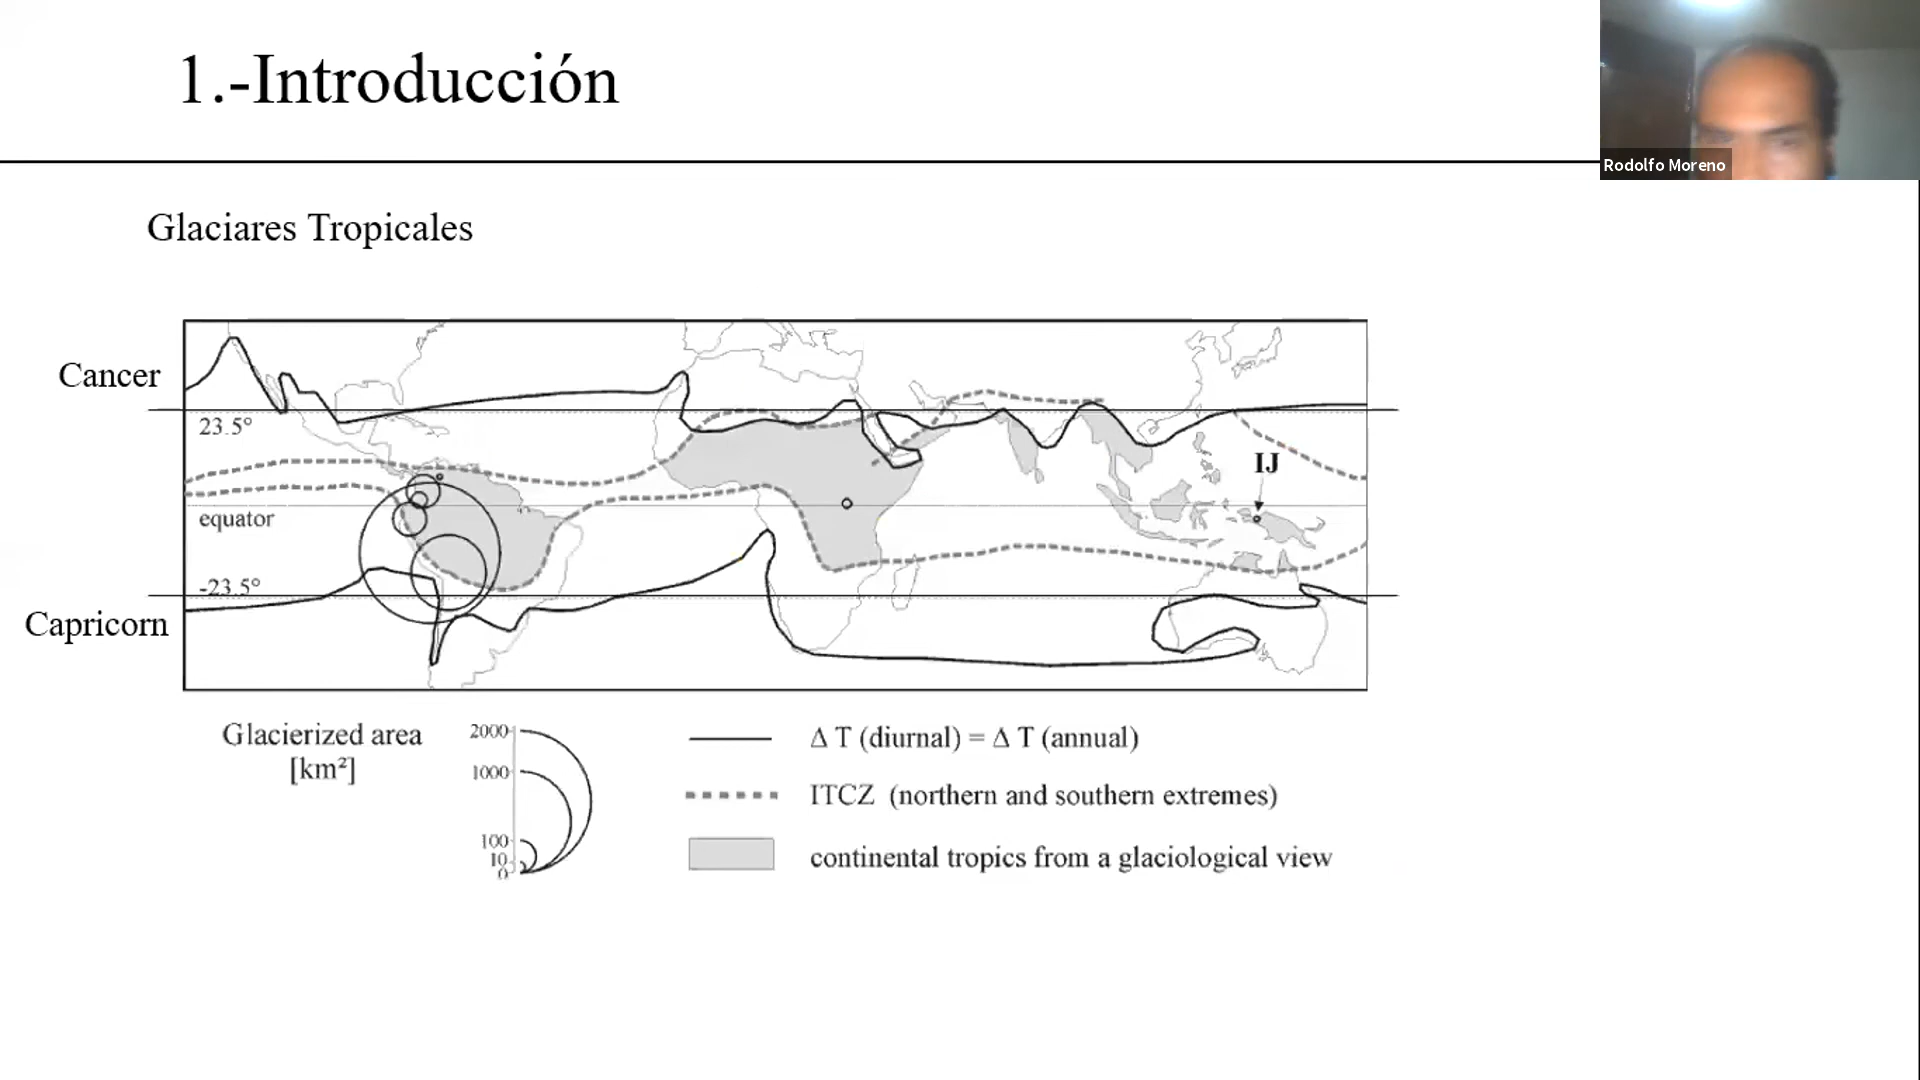 1.-Introducción
Rodolfo Moreno
Glaciares Tropicales
Cancer
23.5°
IJ
equator
-23.5°
Capricorn
Glacierized area
[km²]
2000
1000
100
10
0
Δ T (diurnal) = Δ T (annual)
ITCZ (northern and southern extremes)
continental tropics from a glaciological view